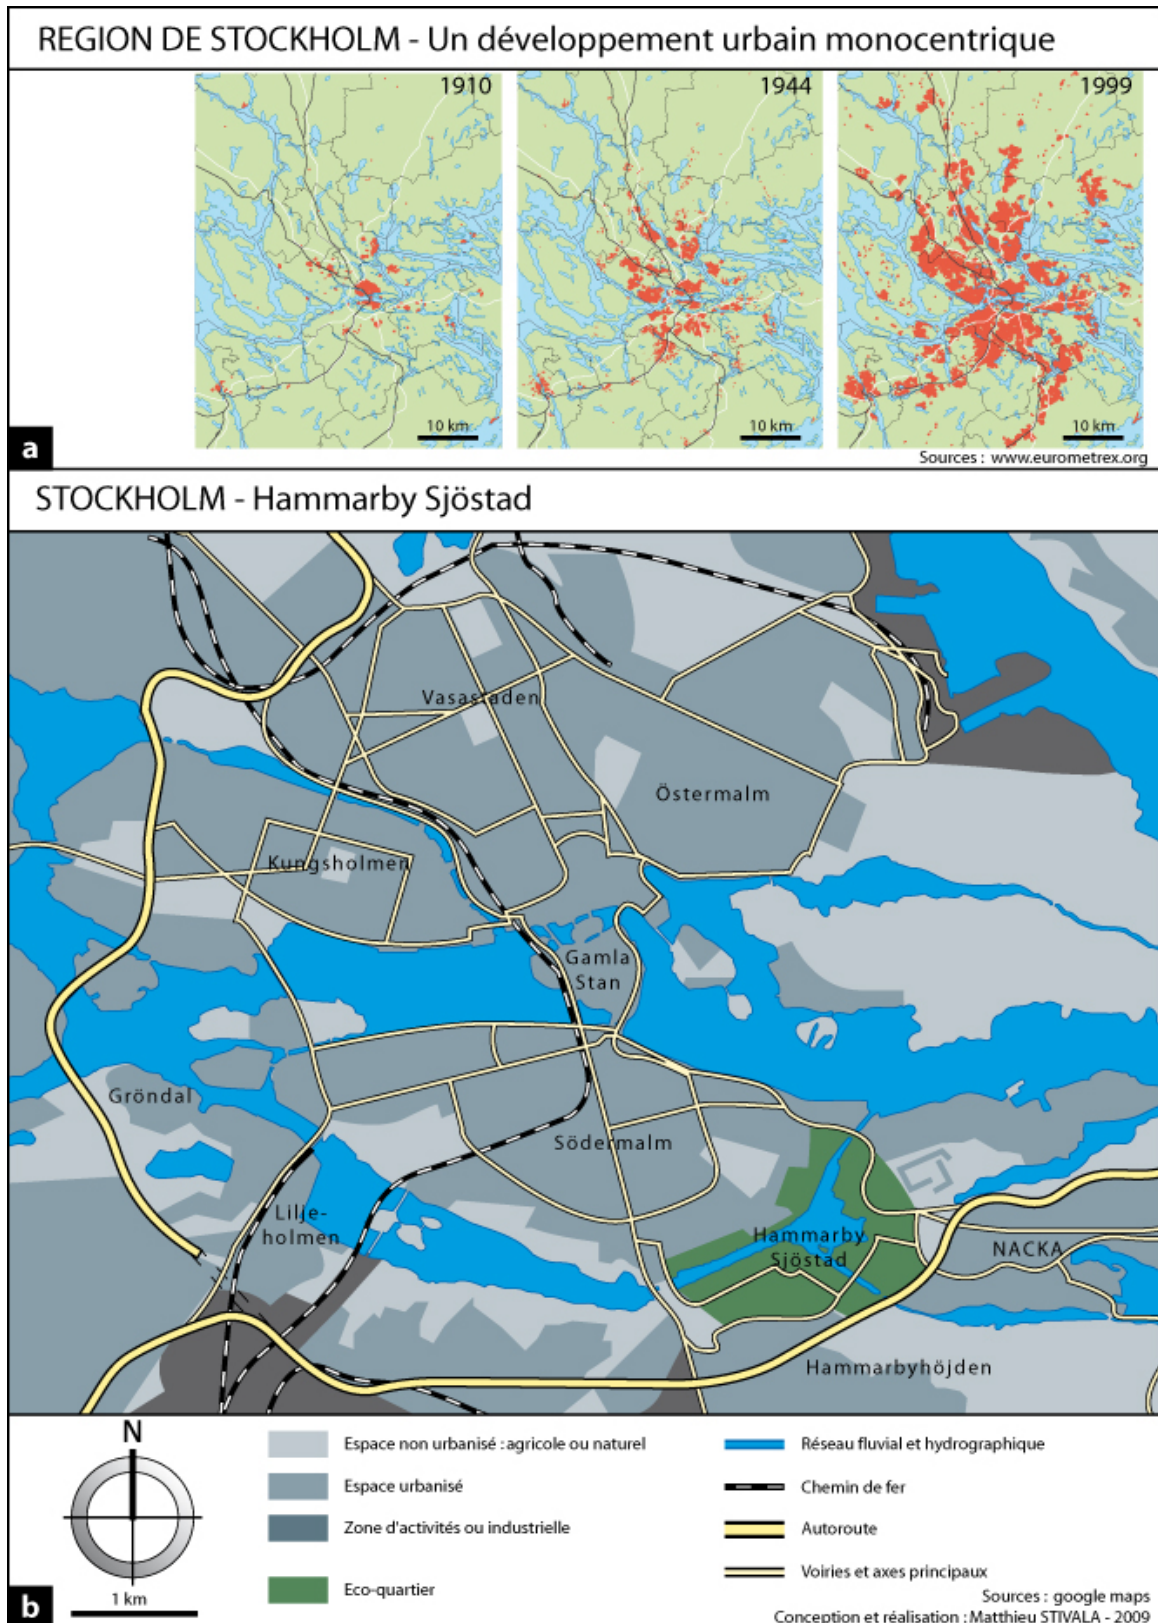 REGION DE STOCKHOLM - Un développement urbain monocentrique
1910
1944
1999
10 km
10 km
10 km
a
Sources : www.eurometrex.org
STOCKHOLM - Hammarby Sjöstad
Vasastaden
Östermalm
Kungsholmen
Gamla
Stan
Gröndal
Södermalm
Lilje-
holmen
Hammarby
Sjöstad
NACKA
Hammarbyhöjden
N
1 km
b
Espace non urbanisé : agricole ou naturel
Espace urbanisé
Zone d'activités ou industrielle
Eco-quartier
Réseau fluvial et hydrographique
Chemin de fer
Autoroute
Voiries et axes principaux
Sources : google maps
Conception et réalisation : Matthieu STIVALA - 2009